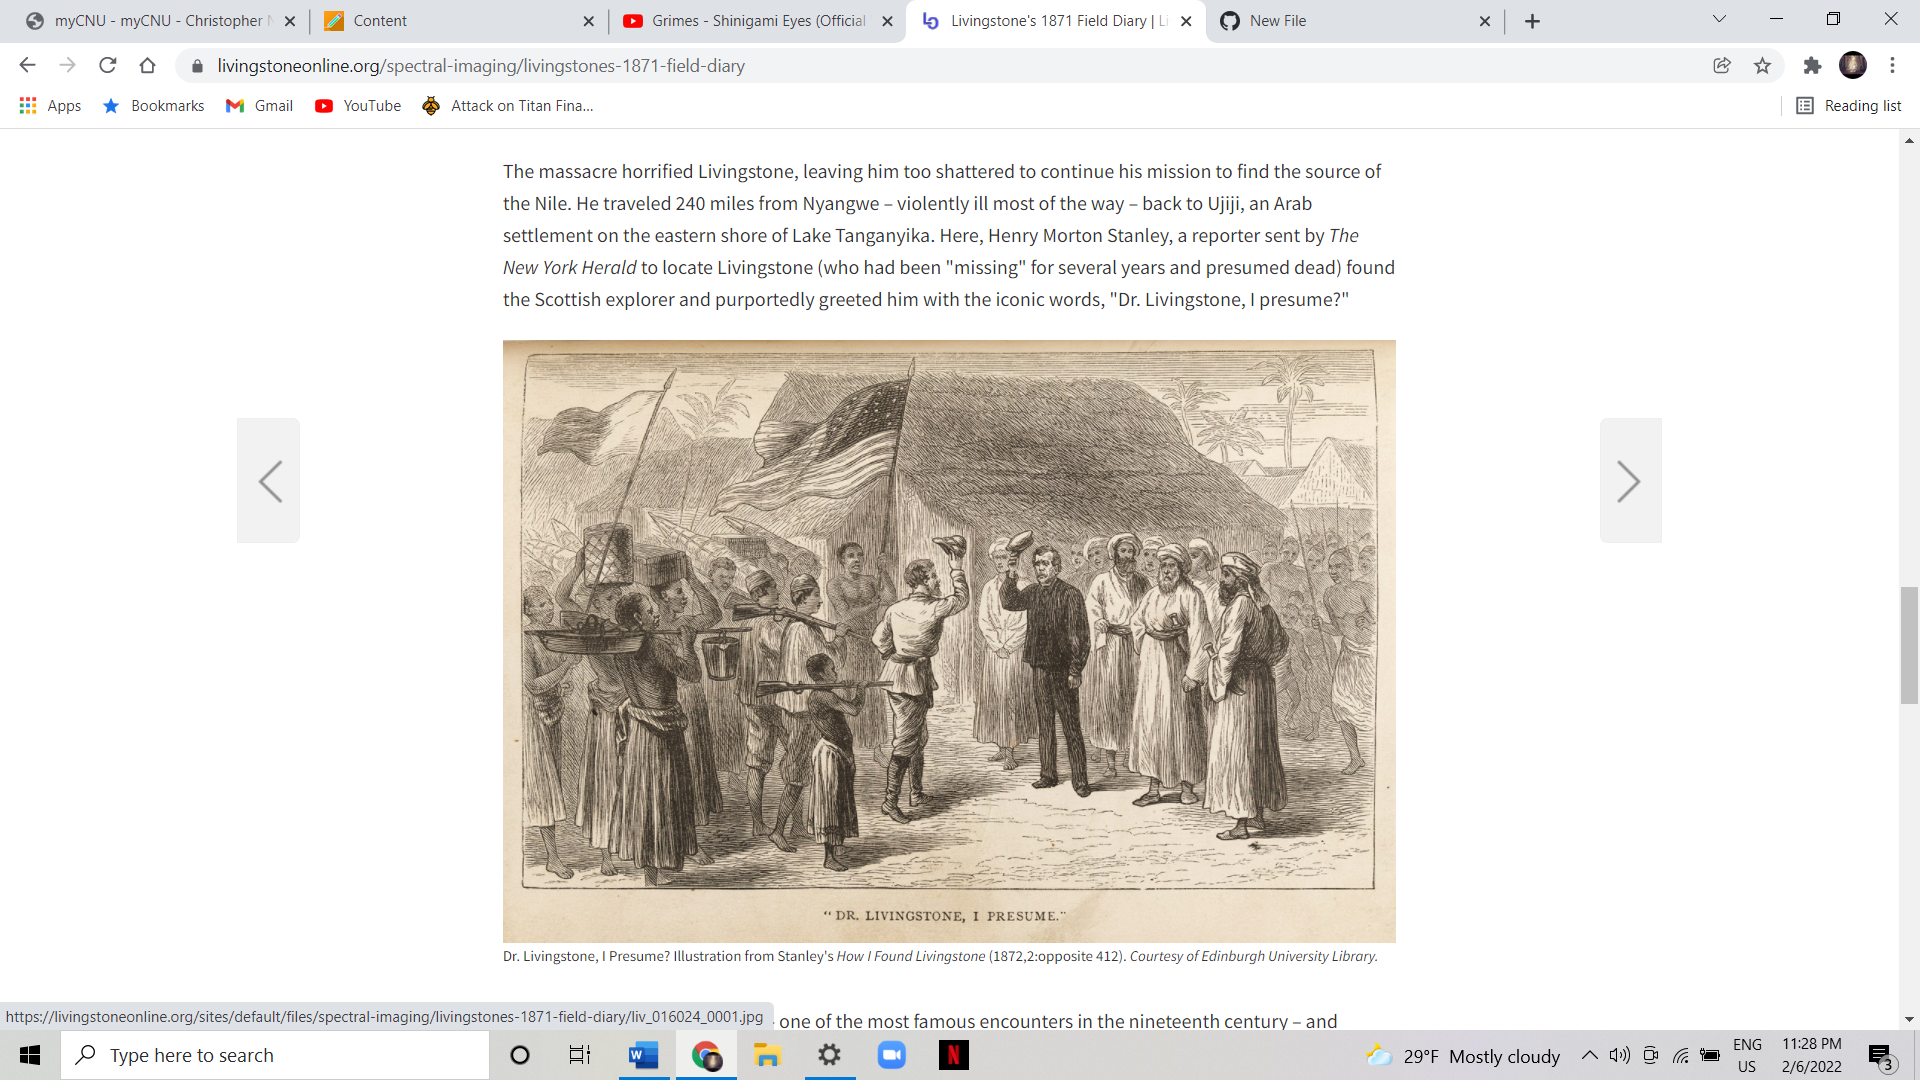 myCNU - myCNU - Christopher N
Content
Grimes - Shinigami Eyes (Official
Livingstone's 1871 Field Diary | Li
New File
livingstoneonline.org/spectral-imaging/livingstones-1871-field-diary
Apps
Bookmarks
Gmail
YouTube
Attack on Titan Fina...
Reading list
The massacre horrified Livingstone, leaving him too shattered to continue his mission to find the source of
the Nile. He traveled 240 miles from Nyangwe – violently ill most of the way – back to Ujiji, an Arab
settlement on the eastern shore of Lake Tanganyika. Here, Henry Morton Stanley, a reporter sent by The
New York Herald to locate Livingstone (who had been "missing" for several years and presumed dead) found
the Scottish explorer and purportedly greeted him with the iconic words, "Dr. Livingstone, I presume?"
"DR. LIVINGSTONE, I PRESUME."
Dr. Livingstone, I Presume? Illustration from Stanley's How I Found Livingstone (1872,2:opposite 412). Courtesy of Edinburgh University Library.
one of the most famous encounters in the nineteenth century – and
https://livingstoneonline.org/sites/default/files/spectral-imaging/livingstones-1871-field-diary/liv_016024_0001.jpg
Type here to search
W
N
29°F Mostly cloudy
ENG
US
11:28 PM
2/6/2022
3